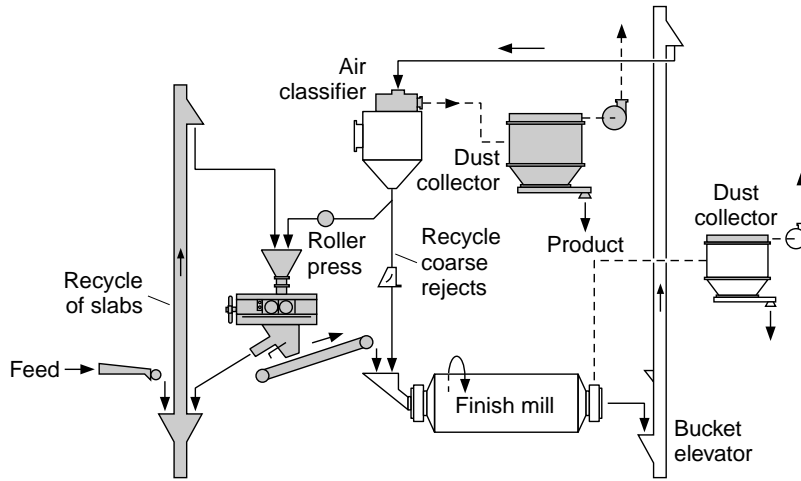 Air
classifier
Dust
collector
Dust
collector
Product
Roller
press
Recycle
coarse
rejects
Recycle
of slabs
Feed
Finish mill
Bucket
elevator